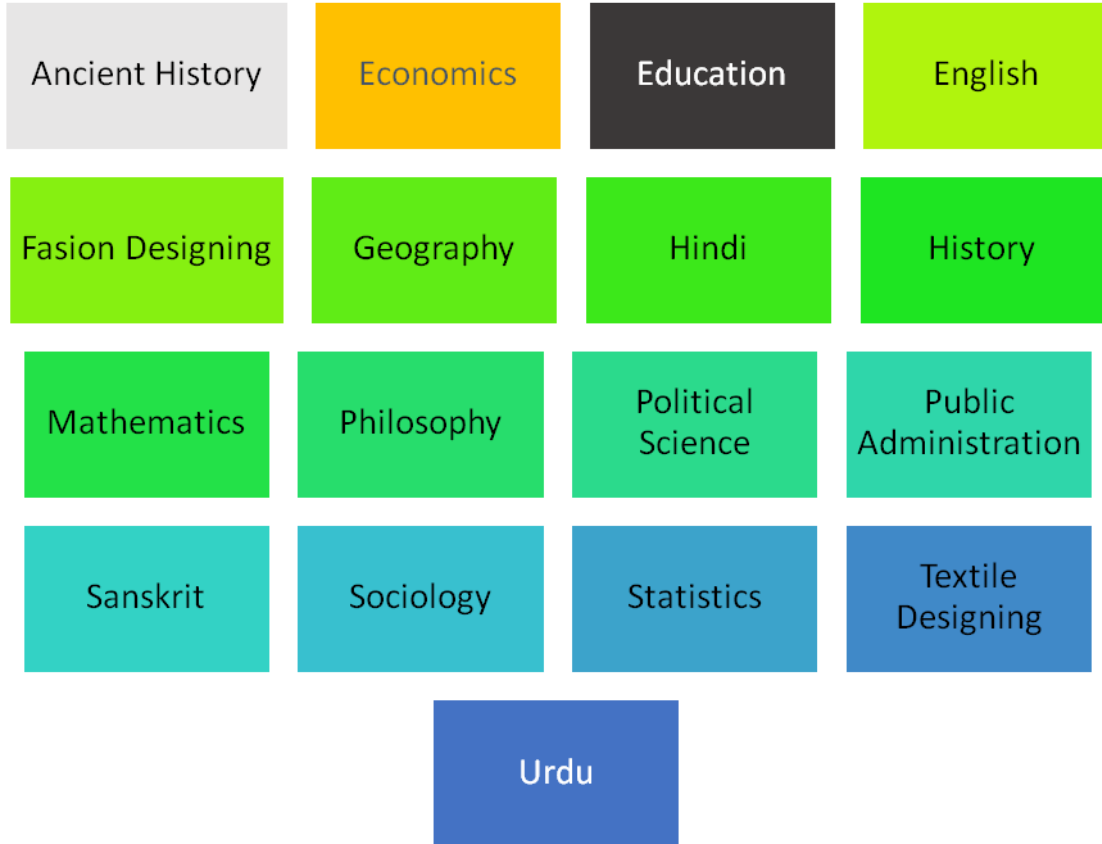 Ancient History
Economics
Education
English
Fasion Designing
Geography
Hindi
History
Mathematics
Philosophy
Political
Science
Public
Administration
Sanskrit
Sociology
Statistics
Textile
Designing
Urdu